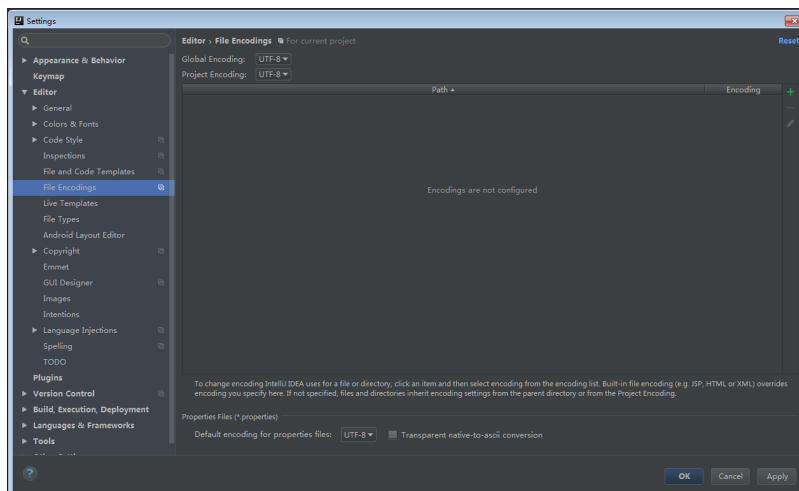 Settings
Editor › File Encodings For current project
Reset
Global Encoding: UTF-8
Project Encoding: UTF-8
Path Encoding
Encodings are not configured
Appearance & Behavior
Keymap
Editor
General
Colors & Fonts
Code Style
Inspections
File and Code Templates
File Encodings
Live Templates
File Types
Android Layout Editor
Copyright
Emmet
GUI Designer
Images
Intentions
Language Injections
Spelling
TODO
Plugins
Version Control
Build, Execution, Deployment
Languages & Frameworks
Tools
To change encoding IntelliJ IDEA uses for a file or directory, click an item and then select encoding from the encoding list. Built-in file encoding (e.g. JSP, HTML or XML) overrides
encoding you specify here. If not specified, files and directories inherit encoding settings from the parent directory or from the Project Encoding.
Properties Files (*.properties)
Default encoding for properties files: UTF-8 Transparent native-to-ascii conversion
?
OK Cancel Apply